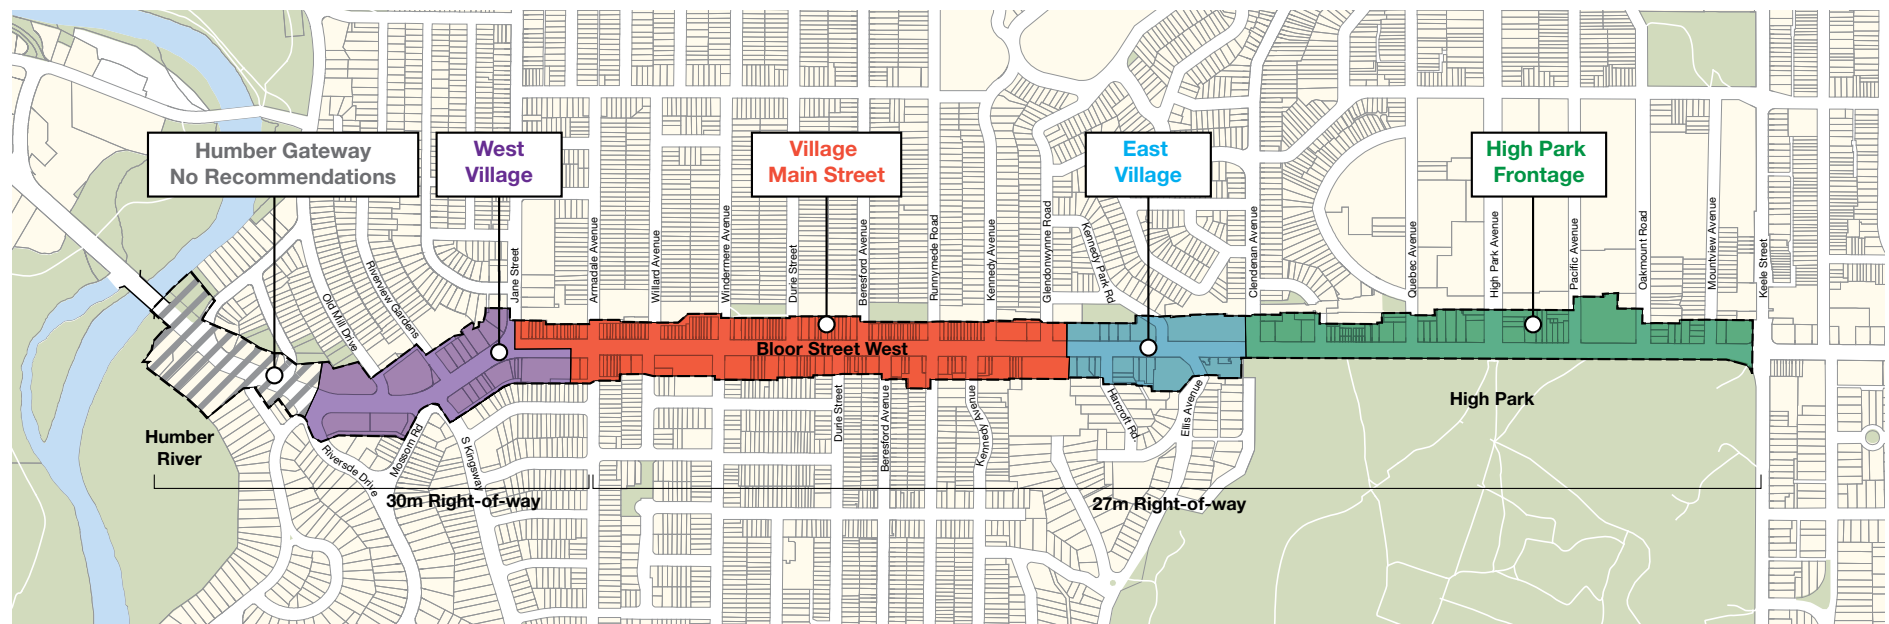 Humber Gateway
No Recommendations
West
Village
Village
Main Street
East
Village
High Park
Frontage
Old Mill Drive
Riverview Gardens
Jane Street
Armadale Avenue
Willard Avenue
Windermere Avenue
Durie Street
Beresford Avenue
Runnymede Road
Kennedy Avenue
Glendonwynne Road
Kennedy Park Rd
Clendenan Avenue
Quebec Avenue
High Park Avenue
Pacific Avenue
Oakmount Road
Mountview Avenue
Keele Street
Bloor Street West
Humber
River
Riversde Drive
Mossom Rd
S Kingsway
Durie Street
Beresford Avenue
Kennedy Avenue
Harcroft Rd.
Ellis Avenue
High Park
30m Right-of-way
27m Right-of-way